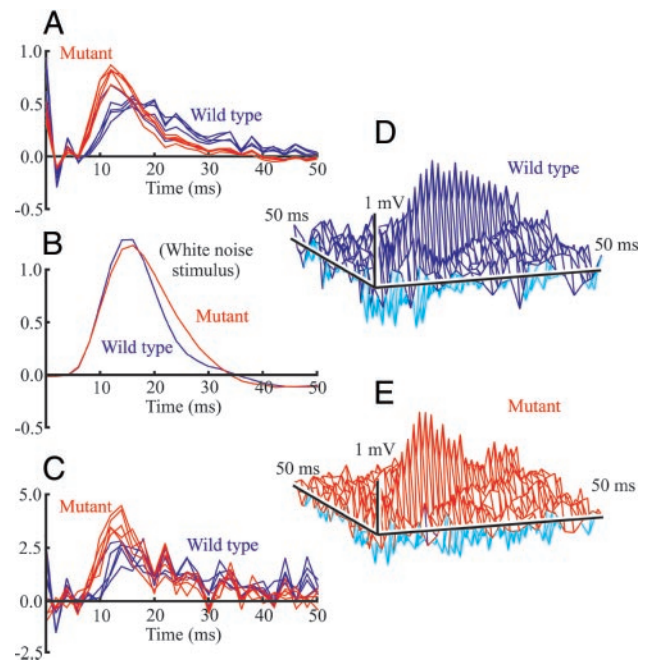 A
1.0
0.5
0.0
-0.5
Mutant
Wild type
10
20
30
40
50
Time (ms)
B
1.0
0.5
0.0
-0.5
(White noise
stimulus)
Mutant
Wild type
10
20
30
40
50
Time (ms)
C
5.0
2.5
0.0
-2.5
Mutant
Wild type
10
20
30
40
50
Time (ms)
D
Wild type
1 mV
50 ms
50 ms
E
Mutant
1 mV
50 ms
50 ms